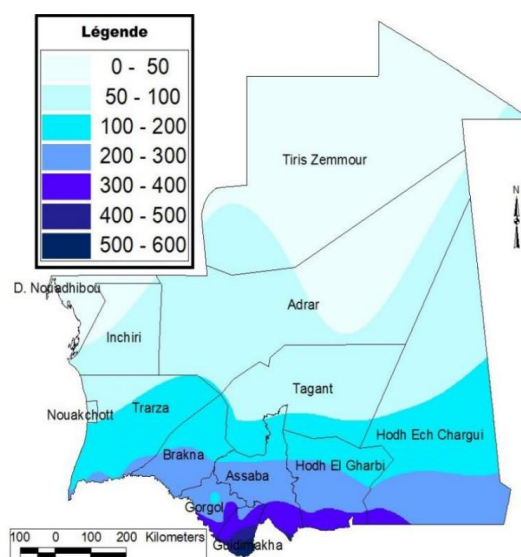 Légende
0 - 50
50 - 100
100 - 200
200 - 300
300 - 400
400 - 500
500 - 600
Tiris Zemmour
N
D. Nouadhibou
Adrar
Inchiri
Tagant
Nouakchott
Trarza
Hodh Ech Chargui
Brakna
Hodh El Gharbi
Assaba
Gorgol
Guidimakha
100 0 100 200 Kilometers